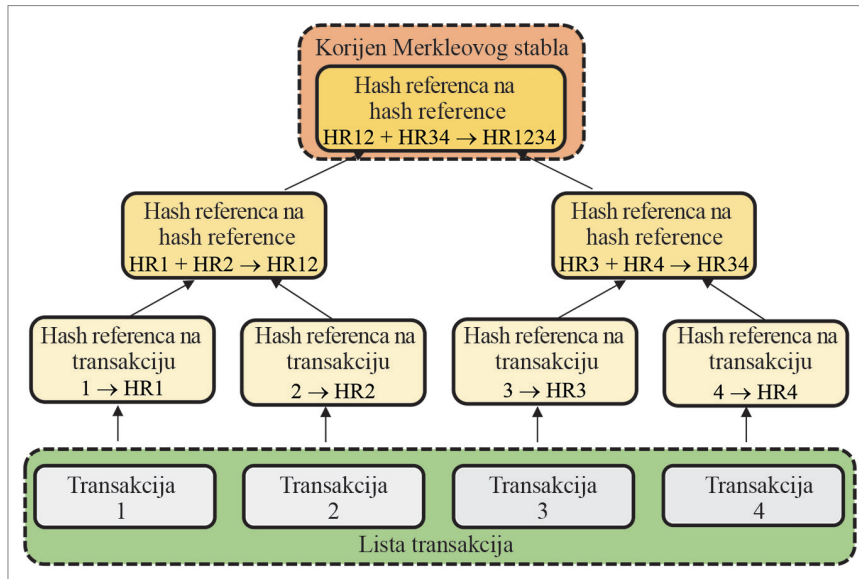 Korijen Merkleovog stabla
Hash referenca na
hash reference
HR12 + HR34 → HR1234
Hash referenca na
hash reference
HR1 + HR2 → HR12
Hash referenca na
hash reference
HR3 + HR4 → HR34
Hash referenca na
transakciju
1 → HR1
Hash referenca na
transakciju
2 → HR2
Hash referenca na
transakciju
3 → HR3
Hash referenca na
transakciju
4 → HR4
Transakcija
1
Transakcija
2
Transakcija
3
Transakcija
4
Lista transakcija